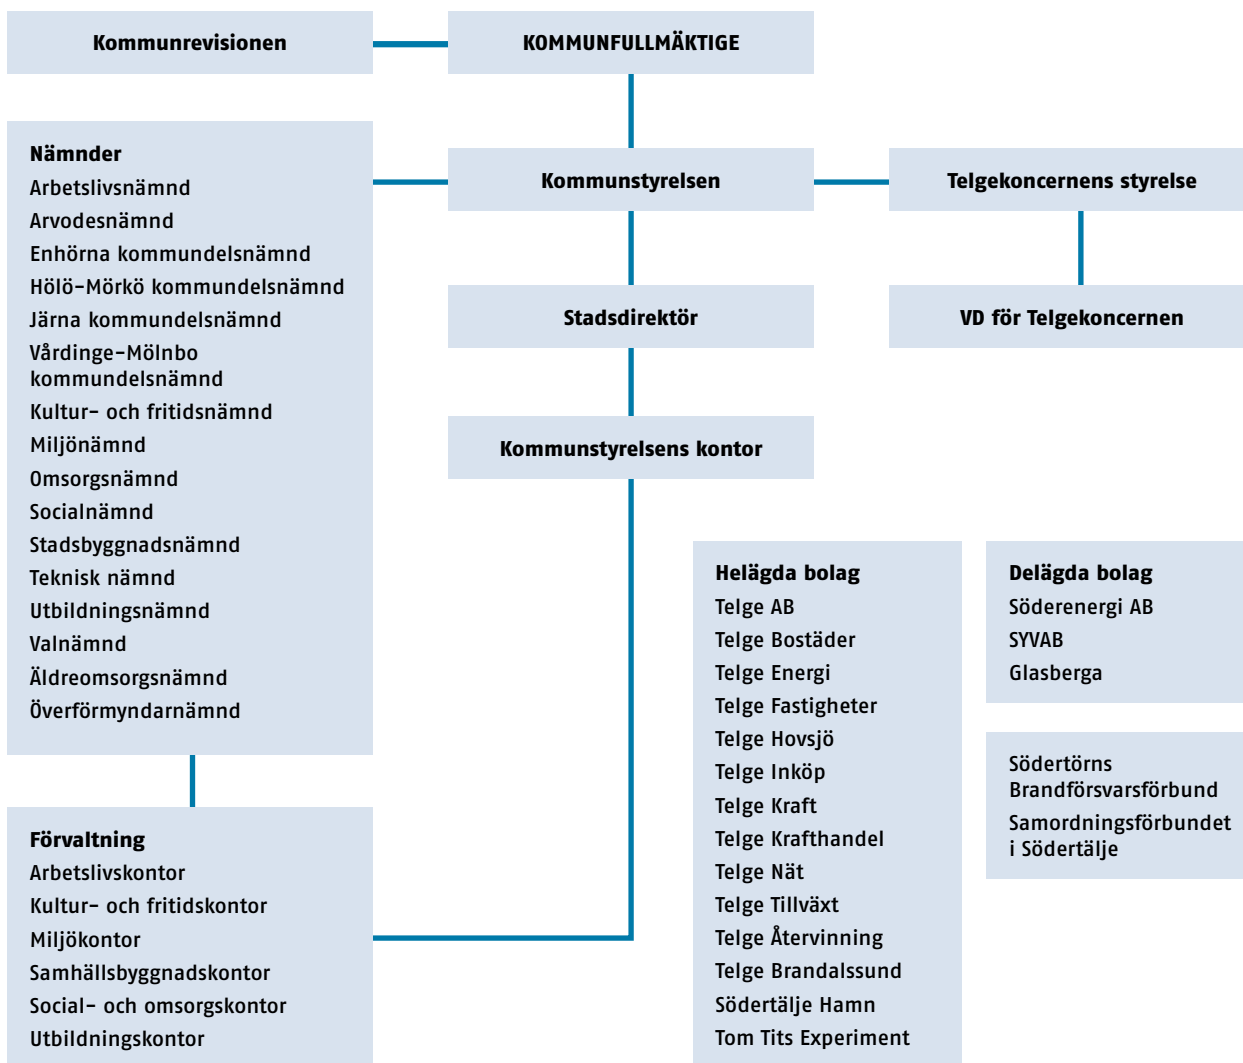 Kommunrevisionen
KOMMUNFULLMÄKTIGE
Nämnder
Arbetslivsnämnd
Arvodesnämnd
Enhörna kommundelsnämnd
Hölö-Mörkö kommundelsnämnd
Järna kommundelsnämnd
Vårdinge-Mölnbo
kommundelsnämnd
Kultur- och fritidsnämnd
Miljönämnd
Omsorgsnämnd
Socialnämnd
Stadsbyggnadsnämnd
Teknisk nämnd
Utbildningsnämnd
Valnämnd
Äldreomsorgsnämnd
Överförmyndarnämnd
Kommunstyrelsen
Telgekoncernens styrelse
Stadsdirektör
VD för Telgekoncernen
Kommunstyrelsens kontor
Förvaltning
Arbetslivskontor
Kultur- och fritidskontor
Miljökontor
Samhällsbyggnadskontor
Social- och omsorgskontor
Utbildningskontor
Helägda bolag
Telge AB
Telge Bostäder
Telge Energi
Telge Fastigheter
Telge Hovsjö
Telge Inköp
Telge Kraft
Telge Krafthandel
Telge Nät
Telge Tillväxt
Telge Återvinning
Telge Brandalssund
Södertälje Hamn
Tom Tits Experiment
Delägda bolag
Söderenergi AB
SYVAB
Glasberga
Södertörns
Brandförsvarsförbund
Samordningsförbundet
i Södertälje